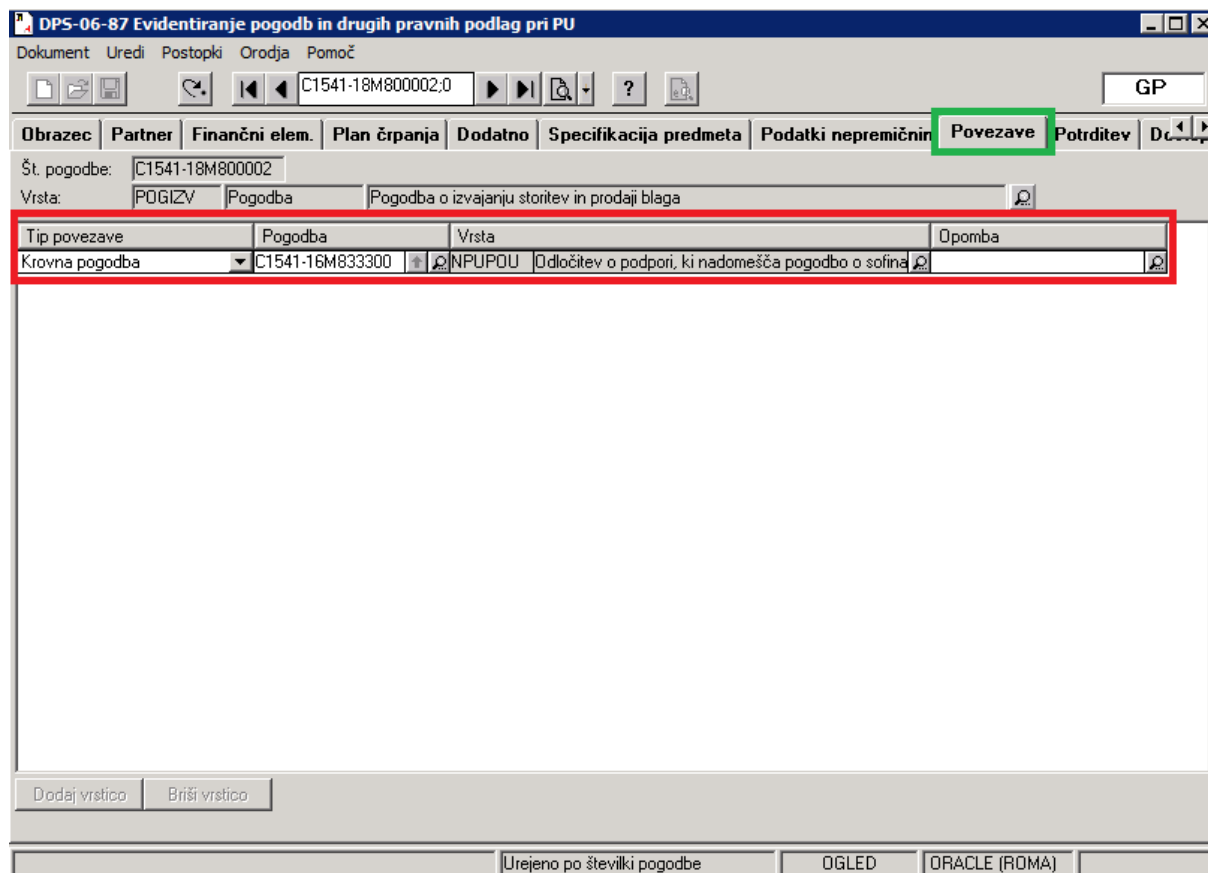 DPS-06-87 Evidentiranje pogodb in drugih pravnih podlag pri PU
Dokument Uredi Postopki Orodja Pomoč
C1541-18M800002;0 ? GP
Obrazec Partner Finančni elem. Plan črpanja Dodatno Specifikacija predmeta Podatki nepremičnin Povezave Potrditev
Št. pogodbe: C1541-18M800002
Vrsta: POGIZV Pogodba Pogodba o izvajanju storitev in prodaji blaga
Tip povezave Pogodba Vrsta Opomba
Krovna pogodba C1541-16M833300 NPUPOU Odločitev o podpori, ki nadomešča pogodbo o sofina
Dodaj vrstico Briši vrstico
Urejeno po številki pogodbe OGLED ORACLE (ROMA)